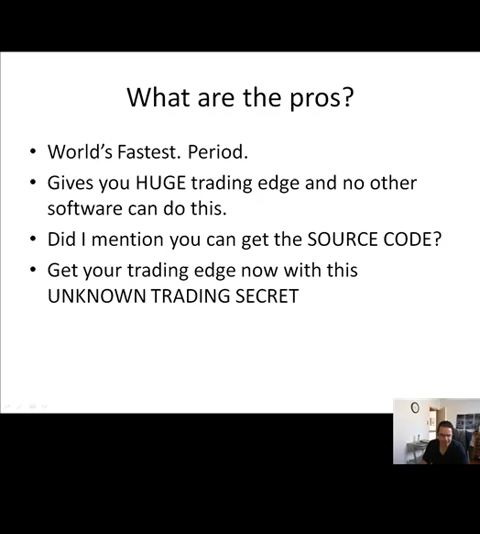 What are the pros?
• World's Fastest. Period.
• Gives you HUGE trading edge and no other
software can do this.
• Did I mention you can get the SOURCE CODE?
• Get your trading edge now with this
UNKNOWN TRADING SECRET